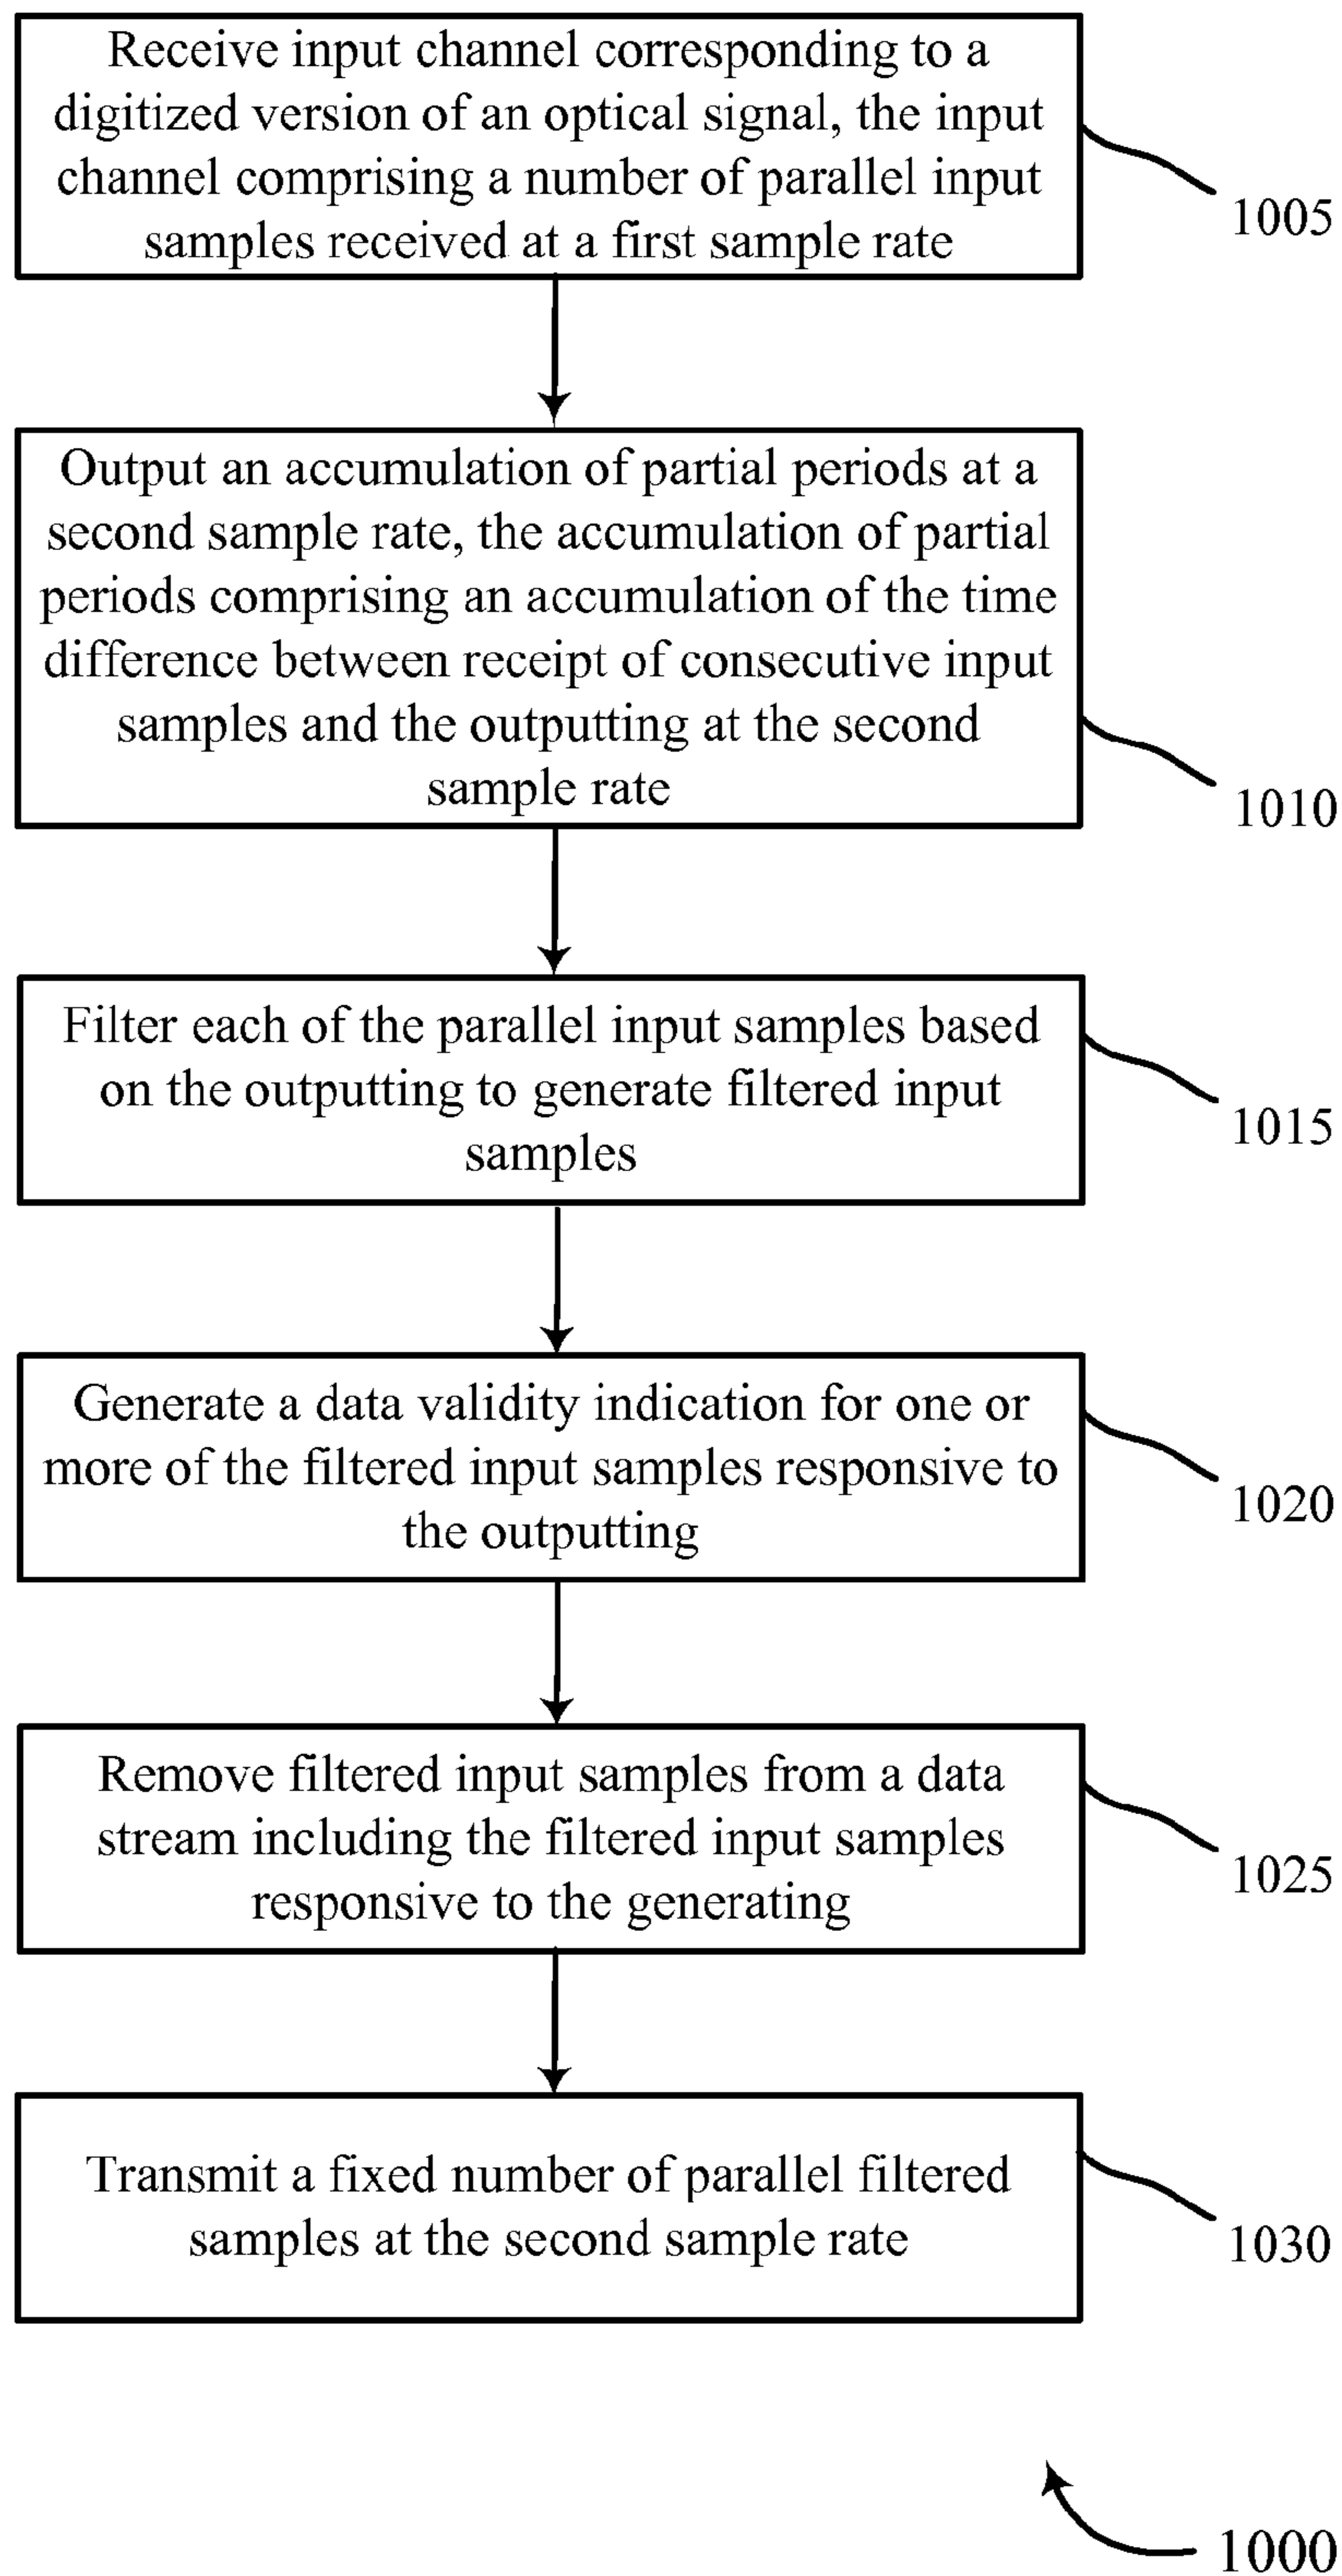 Receive input channel corresponding to a
digitized version of an optical signal, the input
channel comprising a number of parallel input
samples received at a first sample rate
1005
Output an accumulation of partial periods at a
second sample rate, the accumulation of partial
periods comprising an accumulation of the time
difference between receipt of consecutive input
samples and the outputting at the second
sample rate
1010
Filter each of the parallel input samples based
on the outputting to generate filtered input
samples
1015
Generate a data validity indication for one or
more of the filtered input samples responsive to
the outputting
1020
Remove filtered input samples from a data
stream including the filtered input samples
responsive to the generating
1025
Transmit a fixed number of parallel filtered
samples at the second sample rate
1030
1000